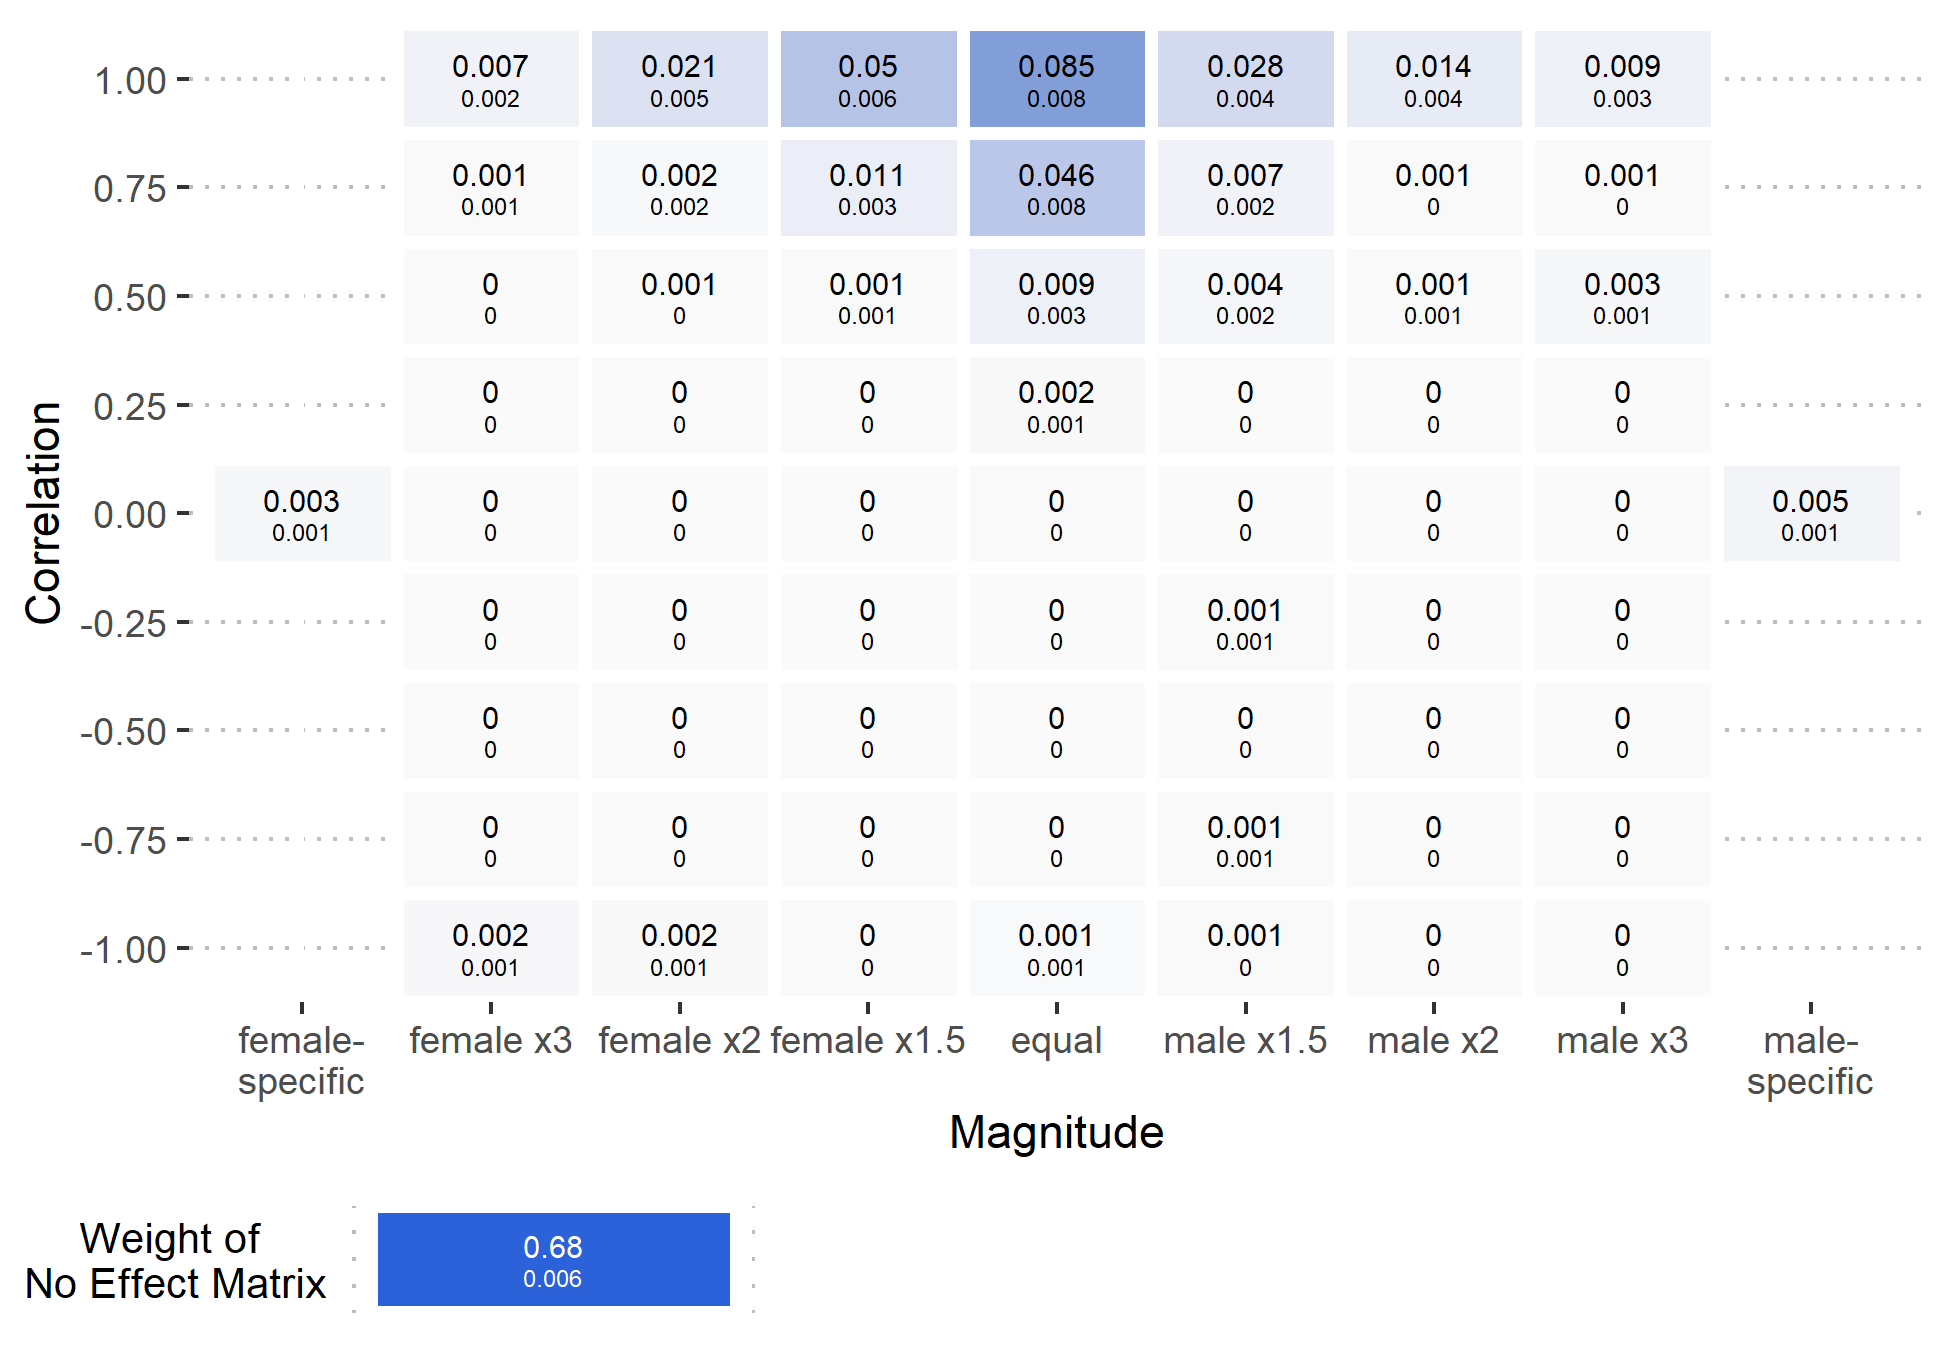 1.00 0.007 0.021 0.05 0.085 0.028 0.014 0.009
0.002 0.005 0.006 0.008 0.004 0.004 0.003
0.75 0.001 0.002 0.011 0.046 0.007 0.001 0.001
0.001 0.002 0.003 0.008 0.002 0 0
0.50 0 0.001 0.001 0.009 0.004 0.001 0.003
0 0 0.001 0.003 0.002 0.001 0.001
0.25 0 0 0 0.002 0 0 0
0 0 0 0.001 0 0 0
Correlation
0.00 0.003 0 0 0 0 0 0 0 0.005
0.001 0 0 0 0 0 0 0 0.001
-0.25 0 0 0 0 0.001 0 0
0 0 0 0 0.001 0 0
-0.50 0 0 0 0 0 0 0
0 0 0 0 0 0 0
-0.75 0 0 0 0 0.001 0 0
0 0 0 0 0.001 0 0
-1.00 0.002 0.002 0 0.001 0.001 0 0
0.001 0.001 0 0.001 0 0 0
female- female x3 female x2 female x1.5 equal male x1.5 male x2 male x3 male-
specific specific
Magnitude
Weight of
No Effect Matrix
0.68
0.006